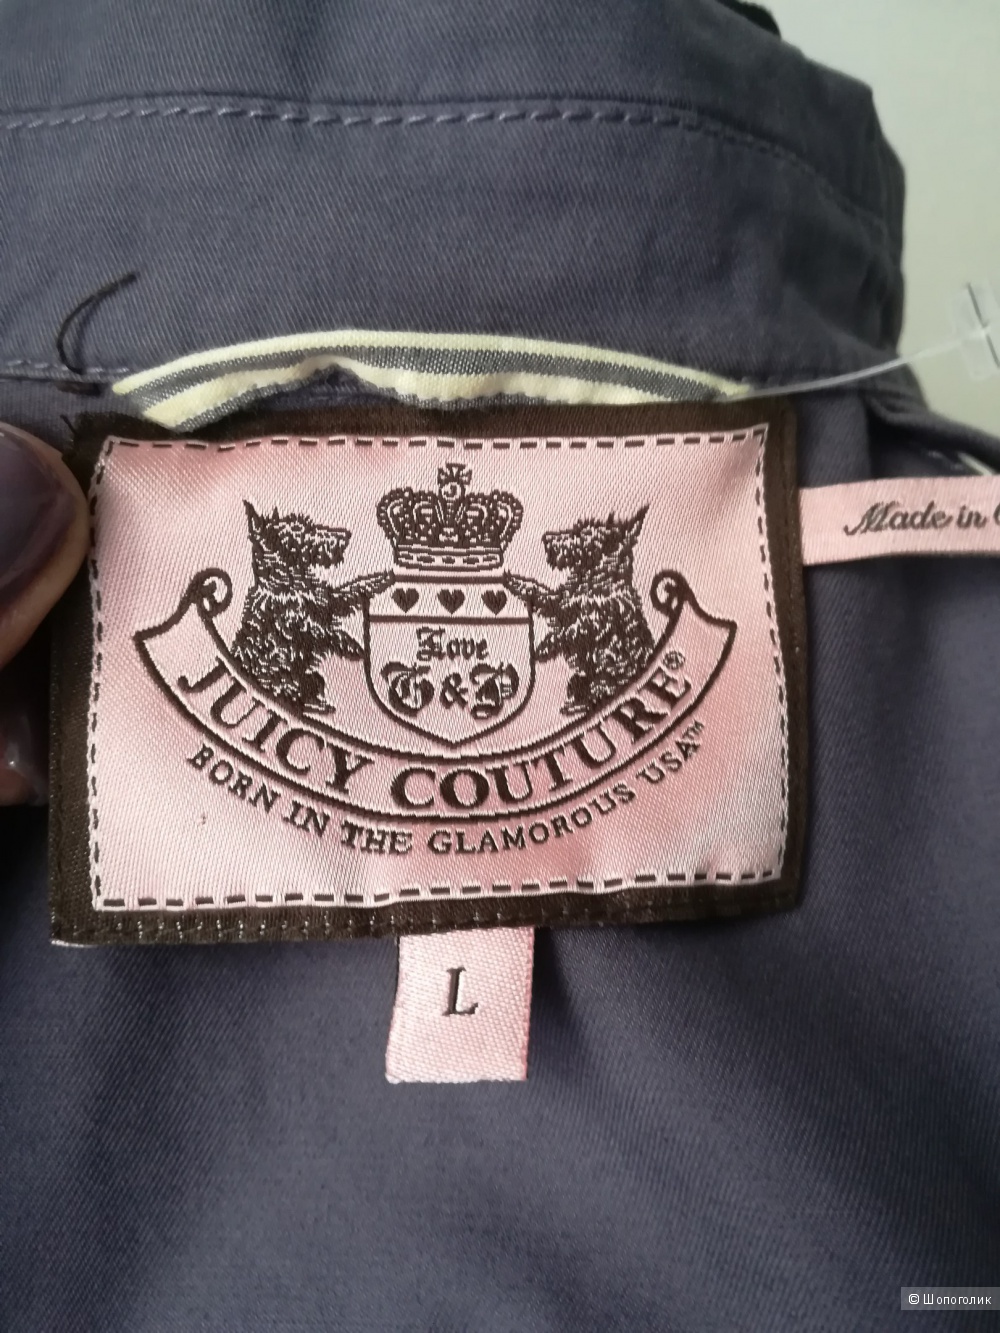 Love
G&P
JUICY COUTURE®
BORN IN THE GLAMOROUS USA™
Made in
L
© Шопоголик